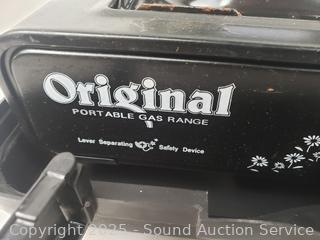 Original
PORTABLE GAS RANGE
Lever Separating Safety Device
Copyright 2025 - Sound Auction Service